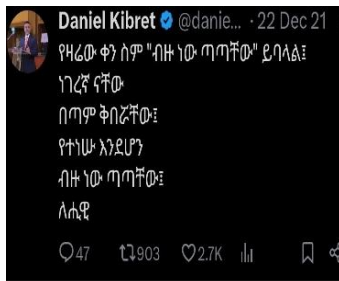 Daniel Kibret @danie... · 22 Dec 21
የዛሬው ቀን ስም "ብዙ ነው ጣጣቸው" ይባላል፤
ነገረኛ ናቸው
በጣም ቅበሯቸው፤
የተነሡ እንደሆን
ብዙ ነው ጣጣቸው፤
ለሒዊ
47 903 2.7K